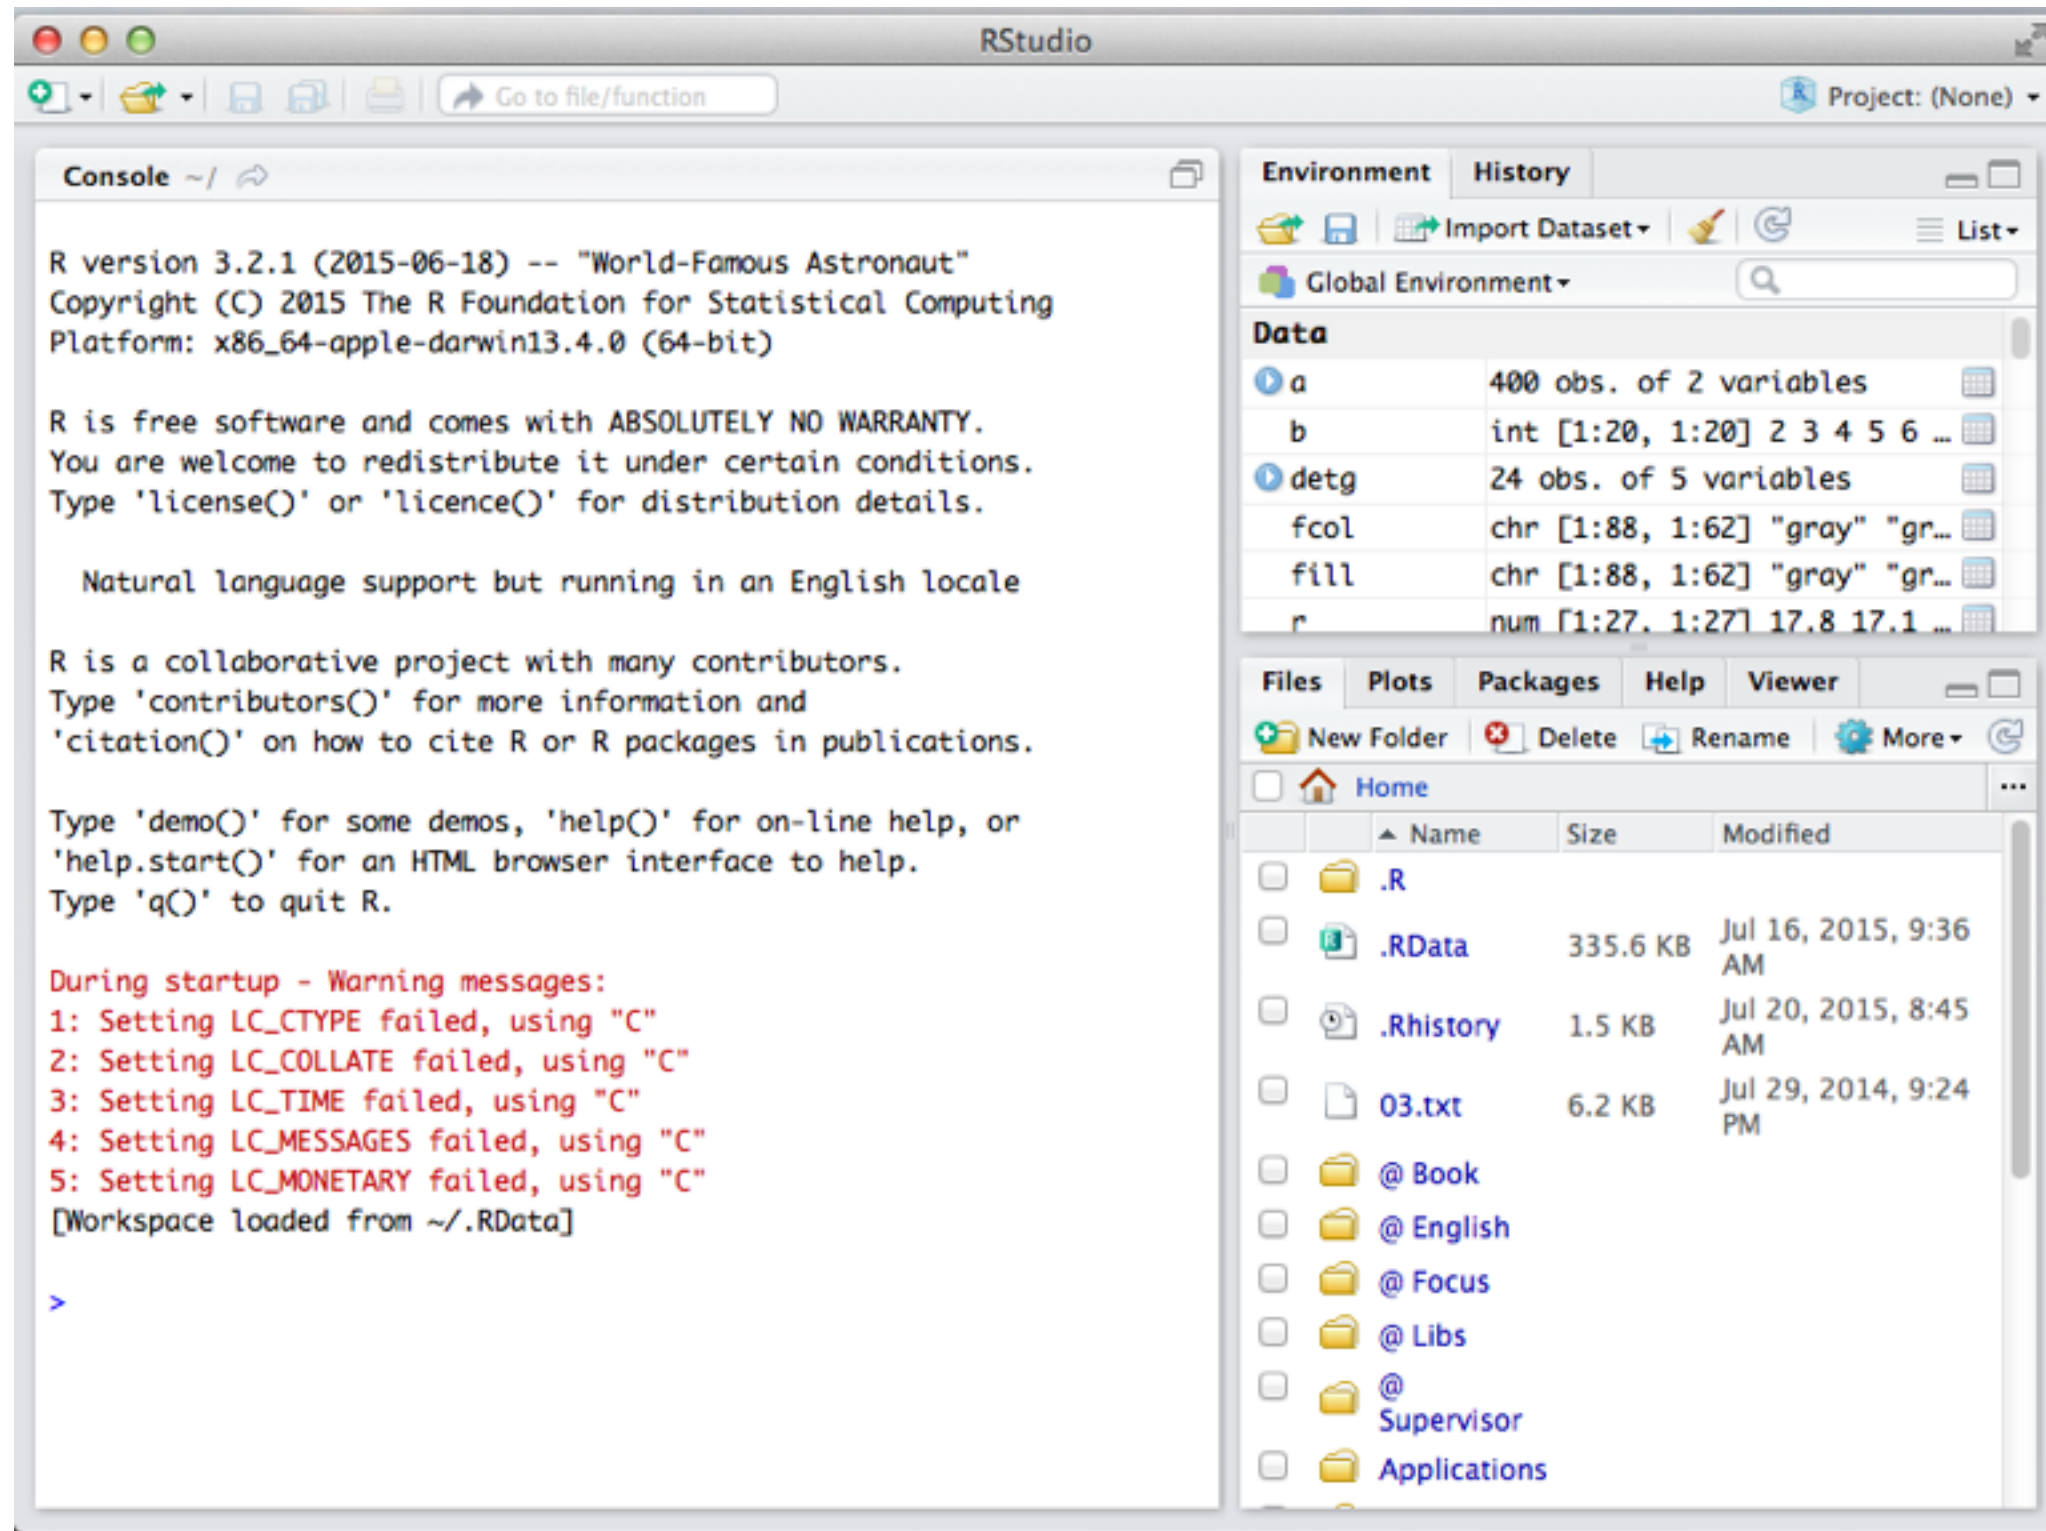 RStudio
Go to file/function
Project: (None)
Console ~/
R version 3.2.1 (2015-06-18) -- "World-Famous Astronaut"
Copyright (C) 2015 The R Foundation for Statistical Computing
Platform: x86_64-apple-darwin13.4.0 (64-bit)
R is free software and comes with ABSOLUTELY NO WARRANTY.
You are welcome to redistribute it under certain conditions.
Type 'license()' or 'licence()' for distribution details.
Natural language support but running in an English locale
R is a collaborative project with many contributors.
Type 'contributors()' for more information and
'citation()' on how to cite R or R packages in publications.
Type 'demo()' for some demos, 'help()' for on-line help, or
'help.start()' for an HTML browser interface to help.
Type 'q()' to quit R.
During startup - Warning messages:
1: Setting LC_CTYPE failed, using "C"
2: Setting LC_COLLATE failed, using "C"
3: Setting LC_TIME failed, using "C"
4: Setting LC_MESSAGES failed, using "C"
5: Setting LC_MONETARY failed, using "C"
[Workspace loaded from ~/.RData]
>
Environment History
Import Dataset List
Global Environment
Data
a 400 obs. of 2 variables
b int [1:20, 1:20] 2 3 4 5 6 …
detg 24 obs. of 5 variables
fcol chr [1:88, 1:62] "gray" "gr…
fill chr [1:88, 1:62] "gray" "gr…
r num [1:27, 1:27] 17.8 17.1 …
Files Plots Packages Help Viewer
New Folder Delete Rename More
Home ...
Name Size Modified
.R
.RData 335.6 KB Jul 16, 2015, 9:36
AM
.Rhistory 1.5 KB Jul 20, 2015, 8:45
AM
03.txt 6.2 KB Jul 29, 2014, 9:24
PM
@ Book
@ English
@ Focus
@ Libs
@
Supervisor
Applications